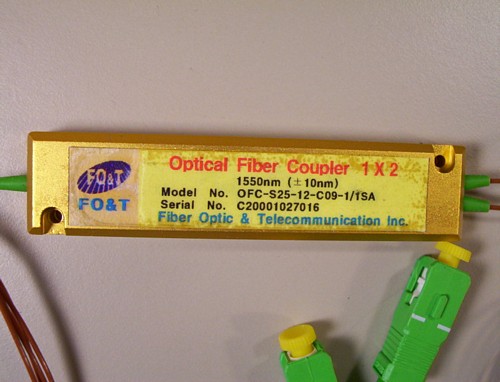 FO&T
FO&T
Optical Fiber Coupler 1 X 2
1550nm (±10nm)
Model No. OFC-S25-12-C09-1/1SA
Serial No. C20001027016
Fiber Optic & Telecommunication Inc.